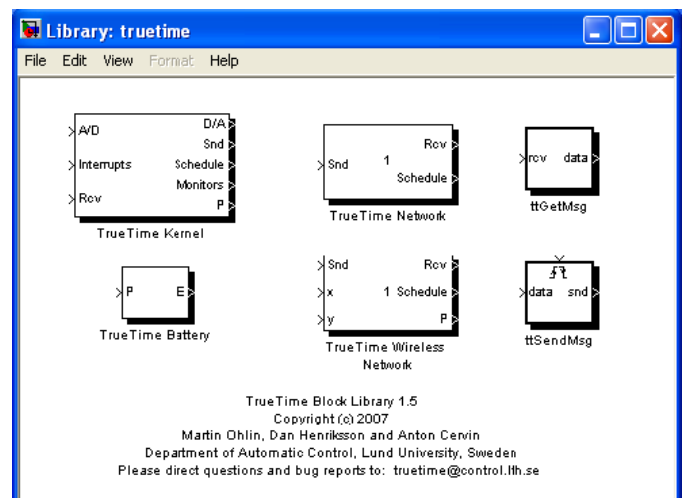 Library: truetime
File Edit View Format Help
A/D
Interrupts
Rcv
D/A
Snd
Schedule
Monitors
P
TrueTime Kernel
Snd
1
Rcv
Schedule
TrueTime Network
rcv data
ttGetMsg
P E
TrueTime Battery
Snd
x
y
1
Rcv
Schedule
P
TrueTime Wireless
Network
data snd
ttSendMsg
TrueTime Block Library 1.5
Copyright (c) 2007
Martin Ohlin, Dan Henriksson and Anton Cervin
Department of Automatic Control, Lund University, Sweden
Please direct questions and bug reports to: truetime@control.lth.se